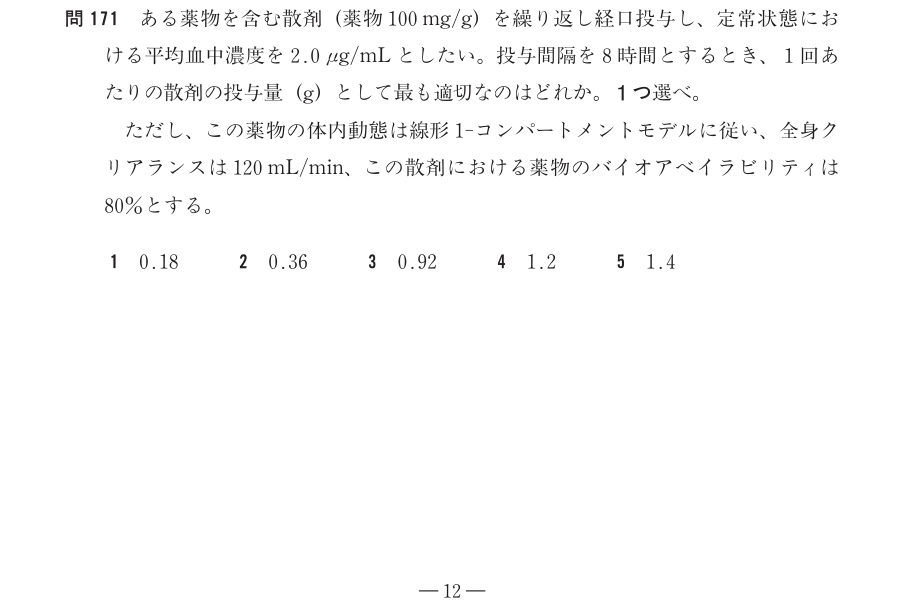 問 171　ある薬物を含む散剤（薬物 100 mg/g）を繰り返し経口投与し、定常状態にお
ける平均血中濃度を 2.0 μg/mL としたい。投与間隔を 8 時間とするとき、1 回あ
たりの散剤の投与量（g）として最も適切なのはどれか。1つ選べ。
ただし、この薬物の体内動態は線形 1-コンパートメントモデルに従い、全身ク
リアランスは 120 mL/min、この散剤における薬物のバイオアベイラビリティは
80％とする。
1　0.18　　2　0.36　　3　0.92　　4　1.2　　5　1.4
― 12 ―